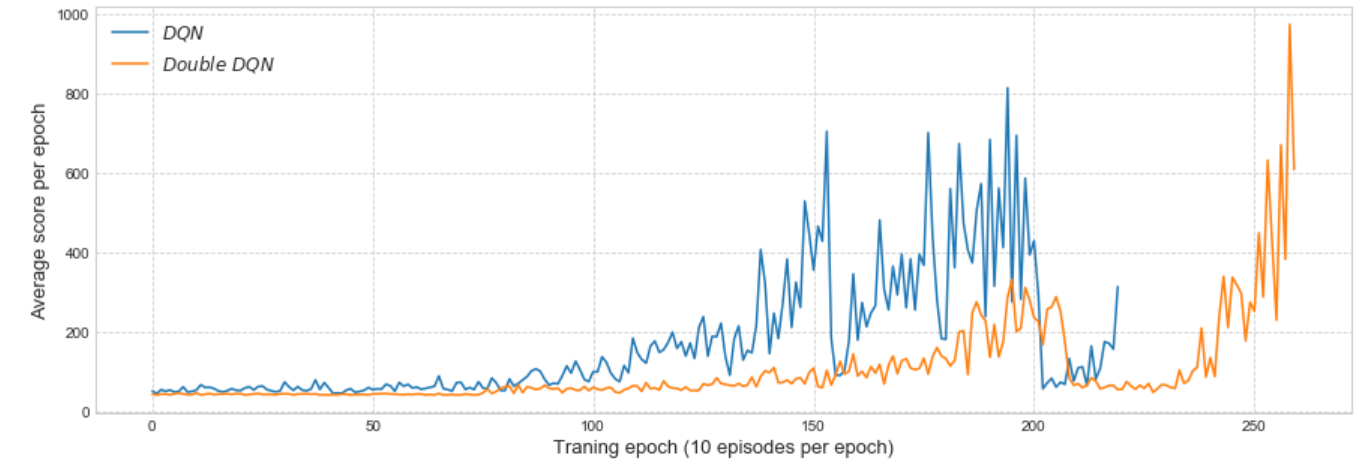 1000
DQN
Double DQN
800
600
400
200
0
Average score per epoch
0 50 100 150 200 250
Traning epoch (10 episodes per epoch)